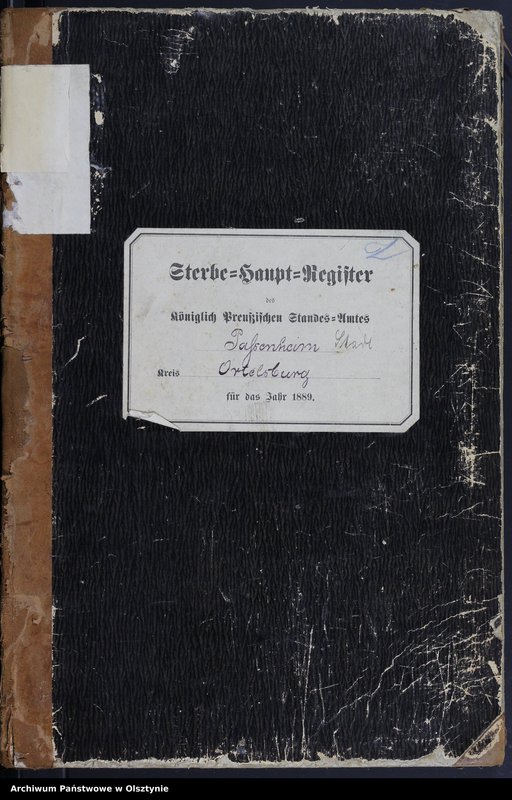 Sterbe=Haupt=Register
des
Königlich Preußischen Standes=Amtes
Paßenheim Stadt
Kreis Ortelsburg
für das Jahr 1889.
Archiwum Państwowe w Olsztynie